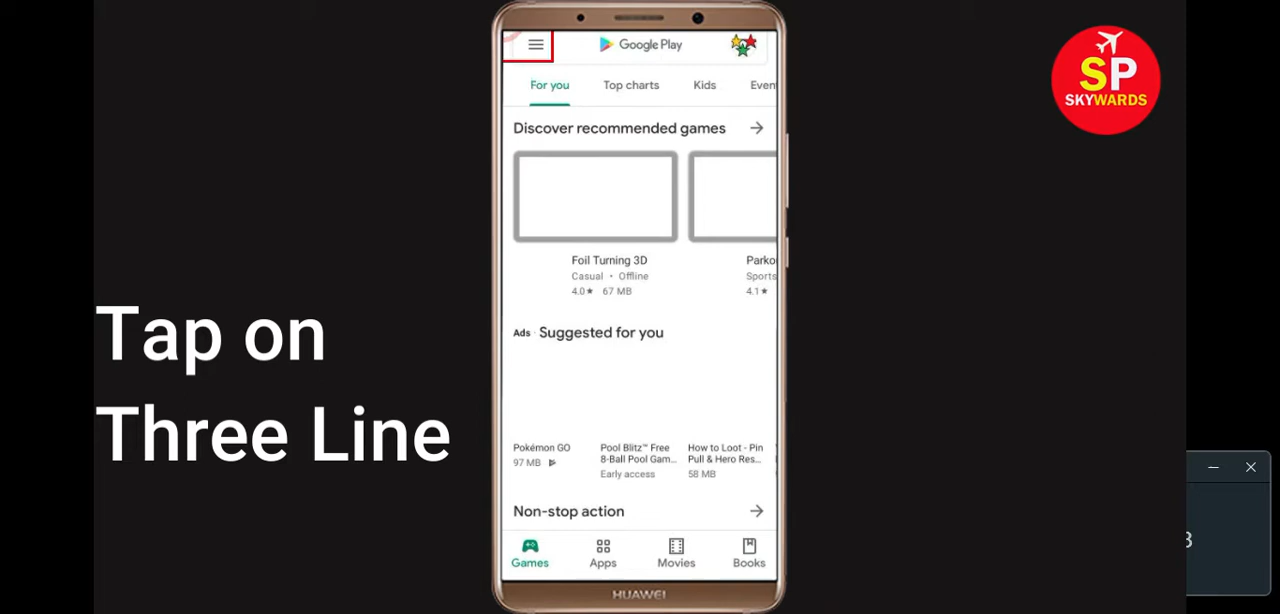 Google Play
SP
SKYWARDS
For you
Top charts
Kids
Even
Discover recommended games
Foil Turning 3D
Casual • Offline
4.0★ 67 MB
Parko
Sports
4.1★
Ads · Suggested for you
Tap on
Three Line
Pokémon GO
97 MB
Pool Blitz™ Free
8-Ball Pool Gam...
Early access
How to Loot - Pin
Pull & Hero Res...
58 MB
Non-stop action
Games
Apps
Movies
Books
HUAWEI